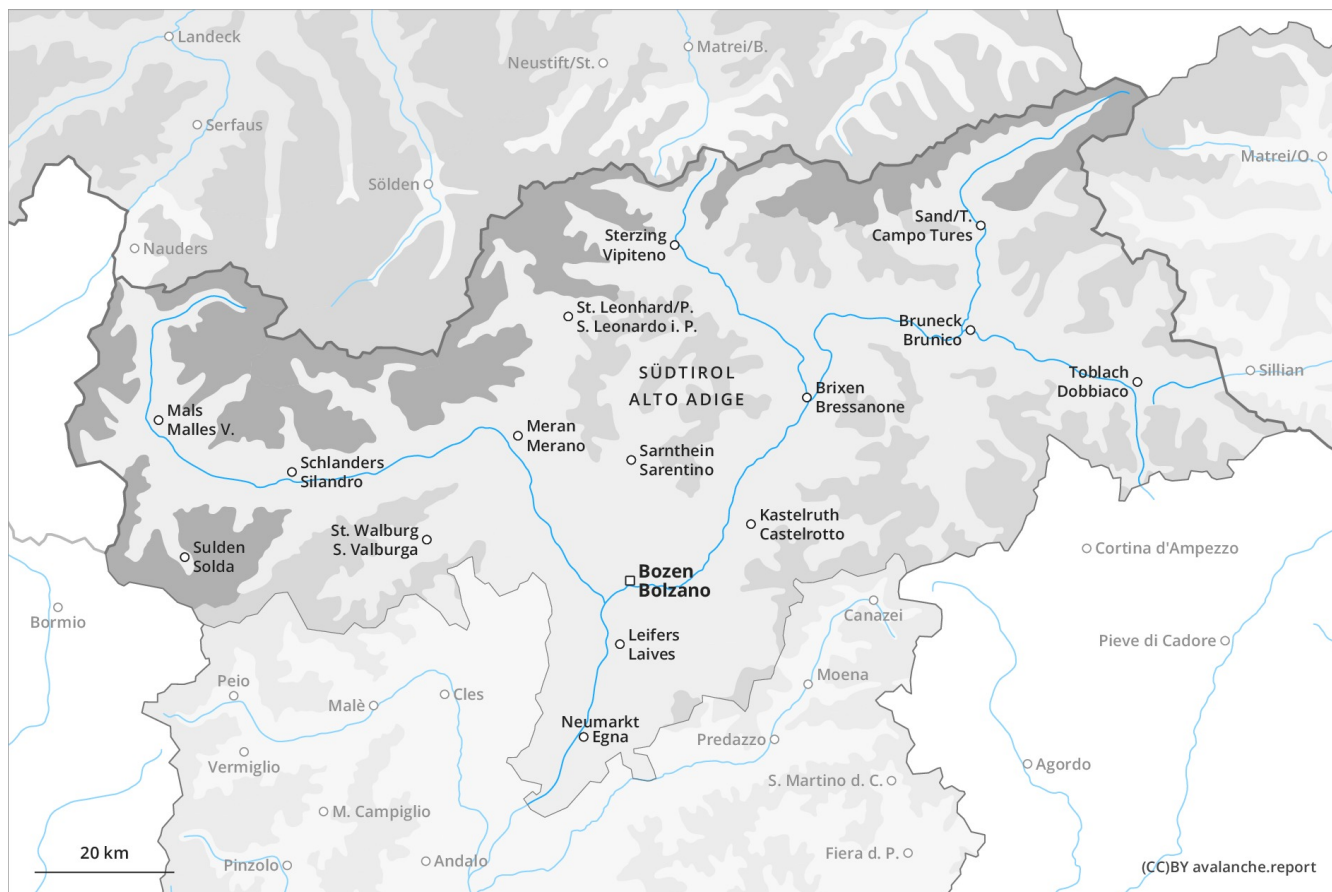 Landeck
Matrei/B.
Neustift/St.
Serfaus
Matrei/O.
Sölden
Sand/T.
Campo Tures
Nauders
Sterzing
Vipiteno
St. Leonhard/P.
S. Leonardo i. P.
Bruneck
Brunico
SÜDTIROL
ALTO ADIGE
Toblach
Dobbiaco
Sillian
Brixen
Bressanone
Mals
Malles V.
Meran
Merano
Schlanders
Silandro
Sarnthein
Sarentino
Kastelruth
Castelrotto
St. Walburg
S. Valburga
Sulden
Solda
Cortina d'Ampezzo
Bozen
Bolzano
Bormio
Canazei
Leifers
Laives
Pieve di Cadore
Peio
Malè
Cles
Moena
Neumarkt
Egna
Predazzo
Vermiglio
Agordo
S. Martino d. C.
M. Campiglio
20 km
Pinzolo
Andalo
Fiera d. P.
(CC)BY avalanche.report